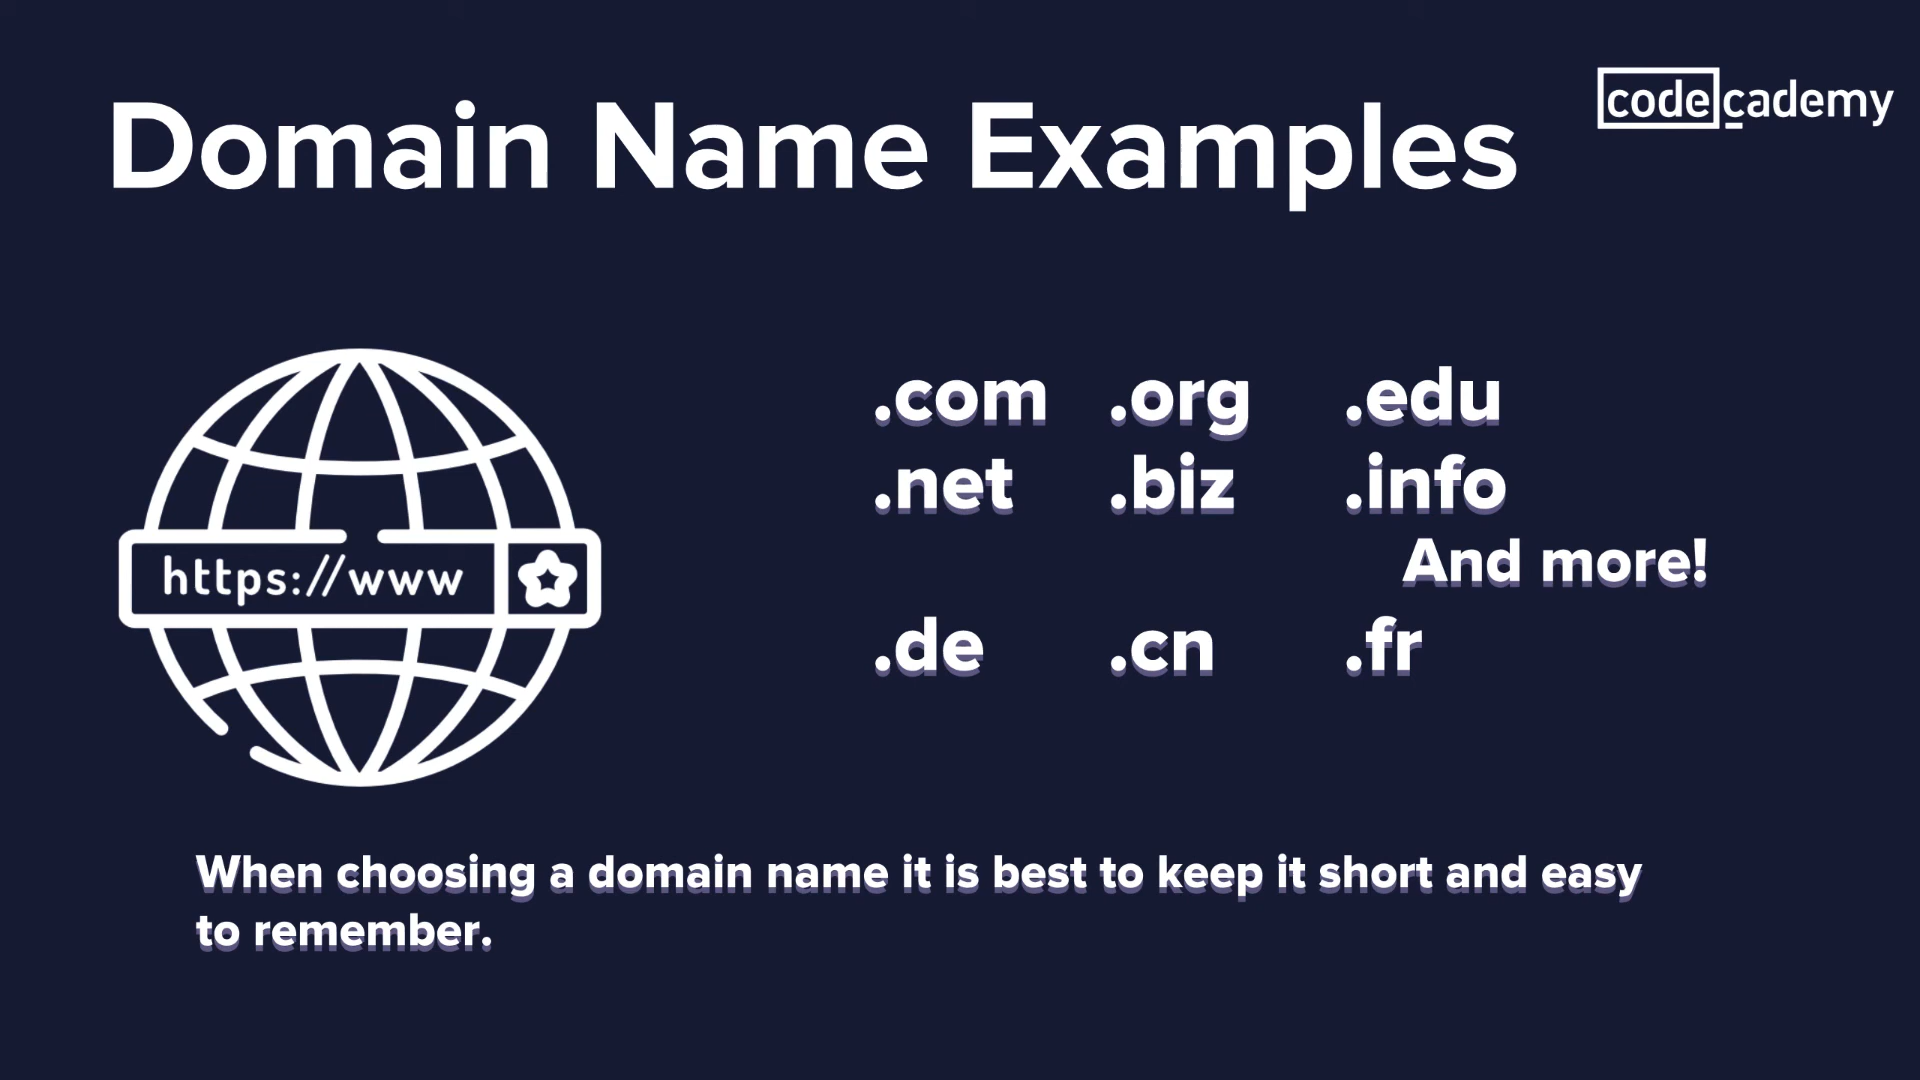 Domain Name Examples
codecademy
.com .org .edu
.net .biz .info
And more!
.de .cn .fr
https://www
When choosing a domain name it is best to keep it short and easy
to remember.